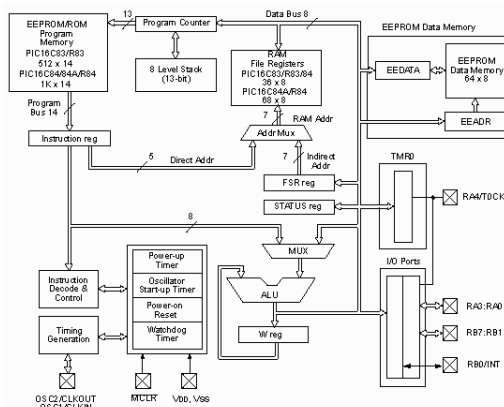 EEPROM/ROM
Program
Memory
PIC16C83/R83
512 x 14
PIC16C84/84A/R84
1K x 14
13
Program Counter
Data Bus 8
8 Level Stack
(13-bit)
RAM
File Registers
PIC16C83/R83/84
36 x 8
PIC16C84A/R84
68 x 8
EEPROM Data Memory
EEDATA
EEPROM
Data Memory
64 x 8
EEADR
Program
Bus 14
Instruction reg
7
RAM Addr
Addr Mux
5
Direct Addr
7
Indirect
Addr
FSR reg
STATUS reg
TMR0
RA4/T0CK
8
MUX
ALU
W reg
I/O Ports
RA3:RA0
RB7:RB1
RB0/INT
Instruction
Decode &
Control
Timing
Generation
Power-up
Timer
Oscillator
Start-up Timer
Power-on
Reset
Watchdog
Timer
OSC2/CLKOUT
OSC1/CLKIN
MCLR
VDD, VSS